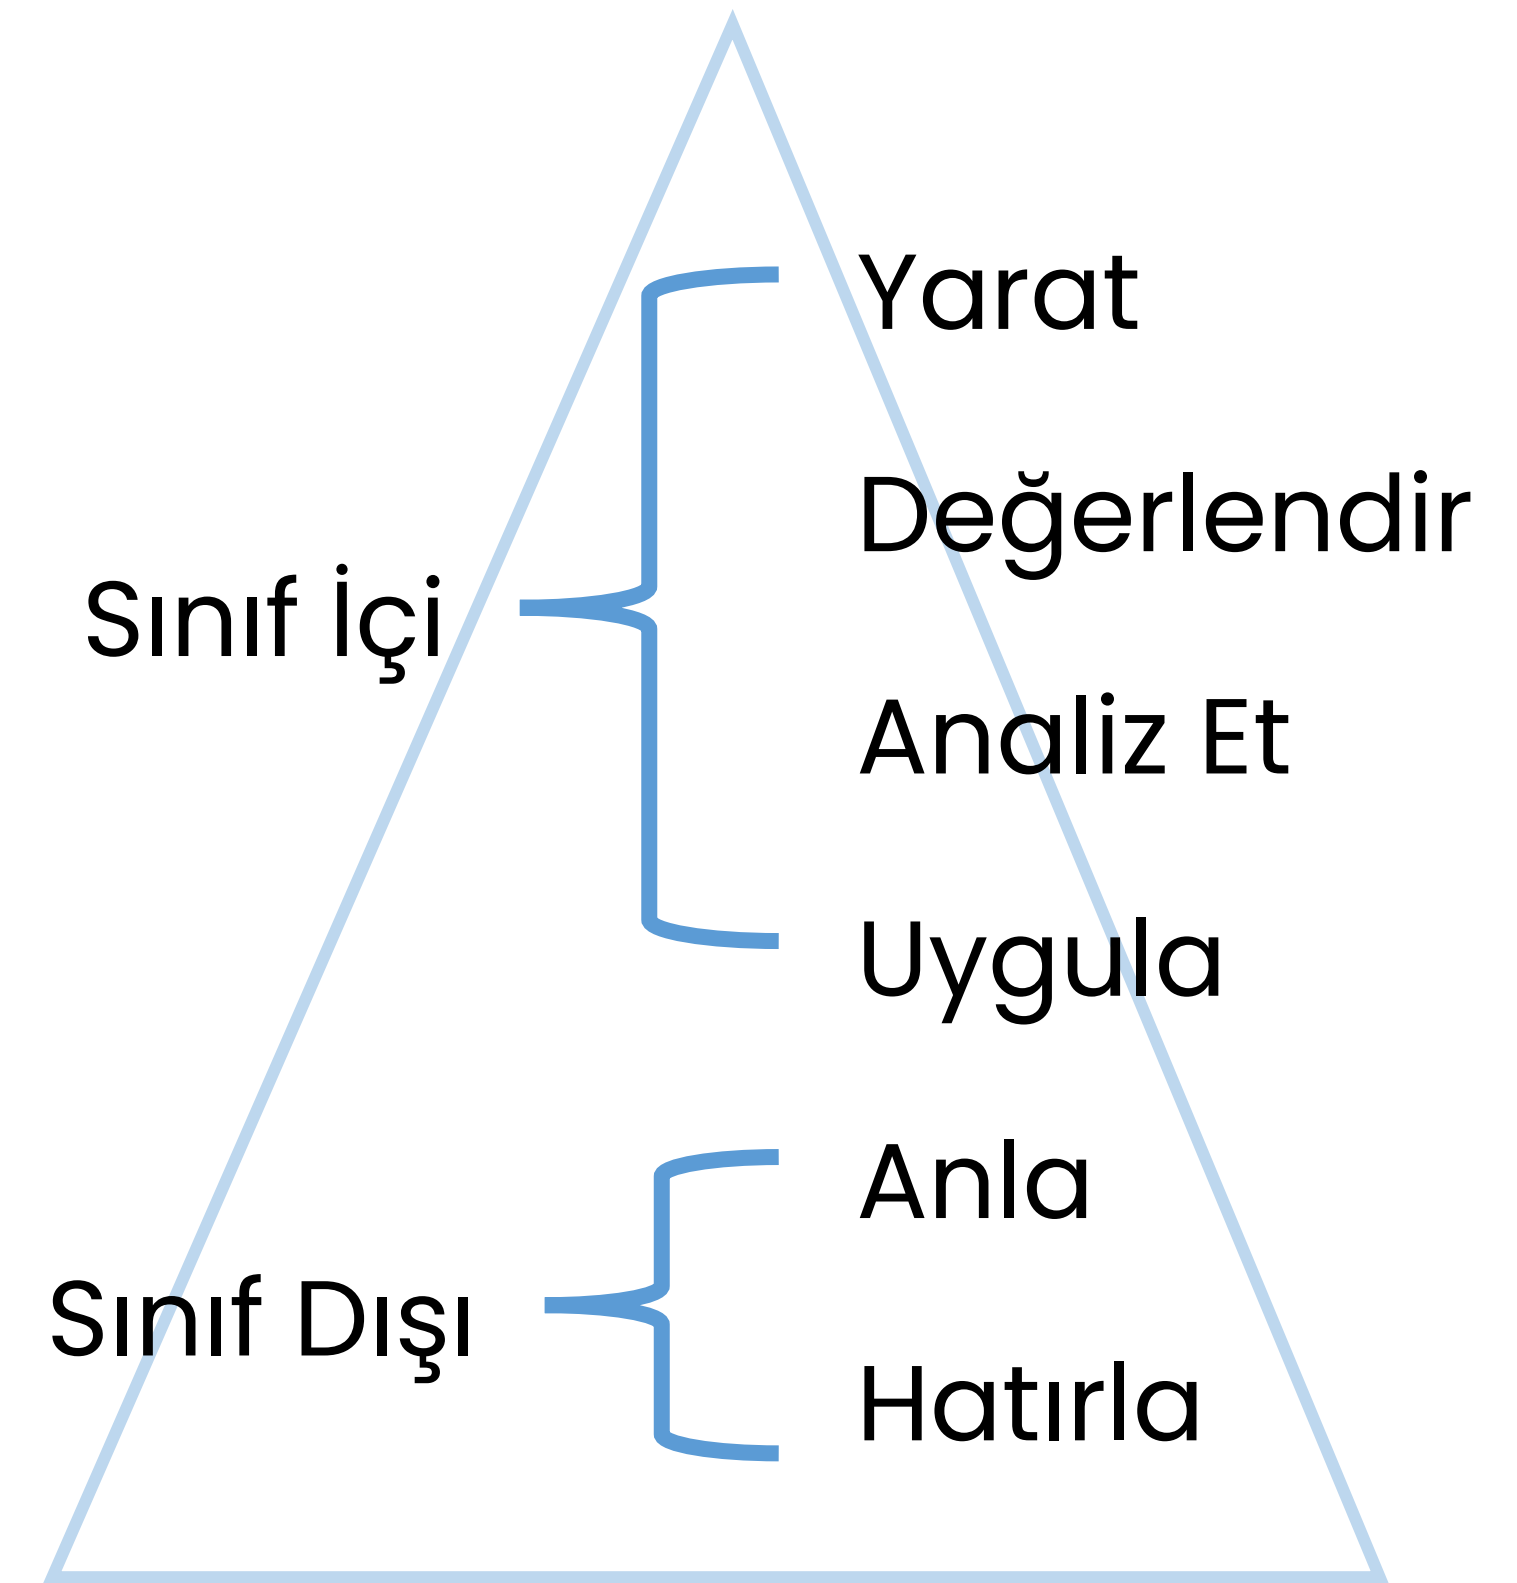 Yarat
Değerlendir
Sınıf İçi
Analiz Et
Uygula
Anla
Sınıf Dışı
Hatırla